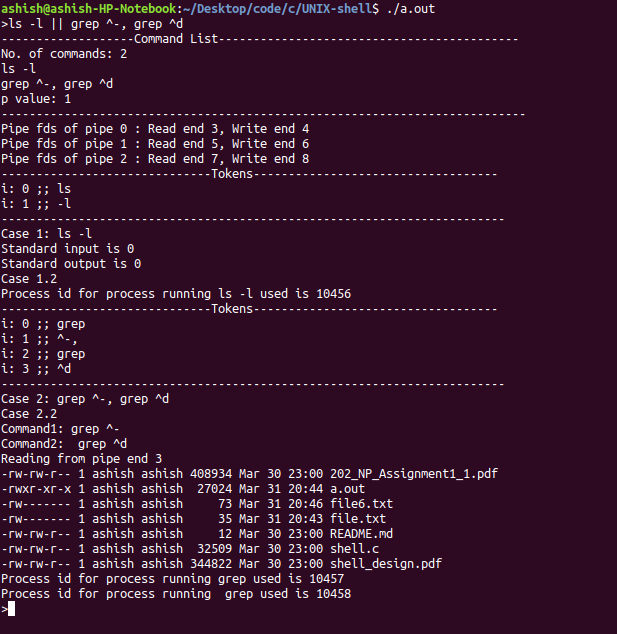 ashish@ashish-HP-Notebook:~/Desktop/code/c/UNIX-shell$ ./a.out
>ls -l || grep ^-, grep ^d
-------------------Command List-------------------------------------------
No. of commands: 2
ls -l
grep ^-, grep ^d
p value: 1
---------------------------------------------------------------------------
Pipe fds of pipe 0 : Read end 3, Write end 4
Pipe fds of pipe 1 : Read end 5, Write end 6
Pipe fds of pipe 2 : Read end 7, Write end 8
------------------------------Tokens-----------------------------------
i: 0 ;; ls
i: 1 ;; -l
------------------------------------------------------------------------
Case 1: ls -l
Standard input is 0
Standard output is 0
Case 1.2
Process id for process running ls -l used is 10456
------------------------------Tokens-----------------------------------
i: 0 ;; grep
i: 1 ;; ^-,
i: 2 ;; grep
i: 3 ;; ^d
------------------------------------------------------------------------
Case 2: grep ^-, grep ^d
Case 2.2
Command1: grep ^-
Command2:  grep ^d
Reading from pipe end 3
-rw-rw-r-- 1 ashish ashish 408934 Mar 30 23:00 202_NP_Assignment1_1.pdf
-rwxr-xr-x 1 ashish ashish  27024 Mar 31 20:44 a.out
-rw------- 1 ashish ashish     73 Mar 31 20:46 file6.txt
-rw------- 1 ashish ashish     35 Mar 31 20:43 file.txt
-rw-rw-r-- 1 ashish ashish     12 Mar 30 23:00 README.md
-rw-rw-r-- 1 ashish ashish  32509 Mar 30 23:00 shell.c
-rw-rw-r-- 1 ashish ashish 344822 Mar 30 23:00 shell_design.pdf
Process id for process running grep used is 10457
Process id for process running  grep used is 10458
>